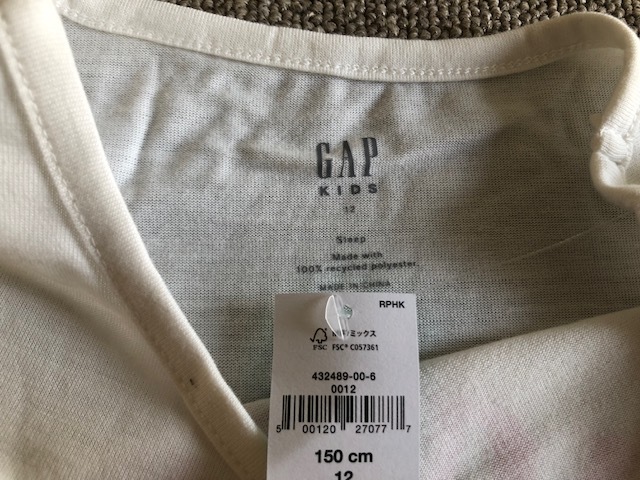 GAP
KIDS
12
Sleep
Made with
100% recycled polyester
MADE IN CHINA
RPHK
ミックス
FSC
FSC® C057361
432489-00-6
0012
5 00120 27077 7
150 cm
12